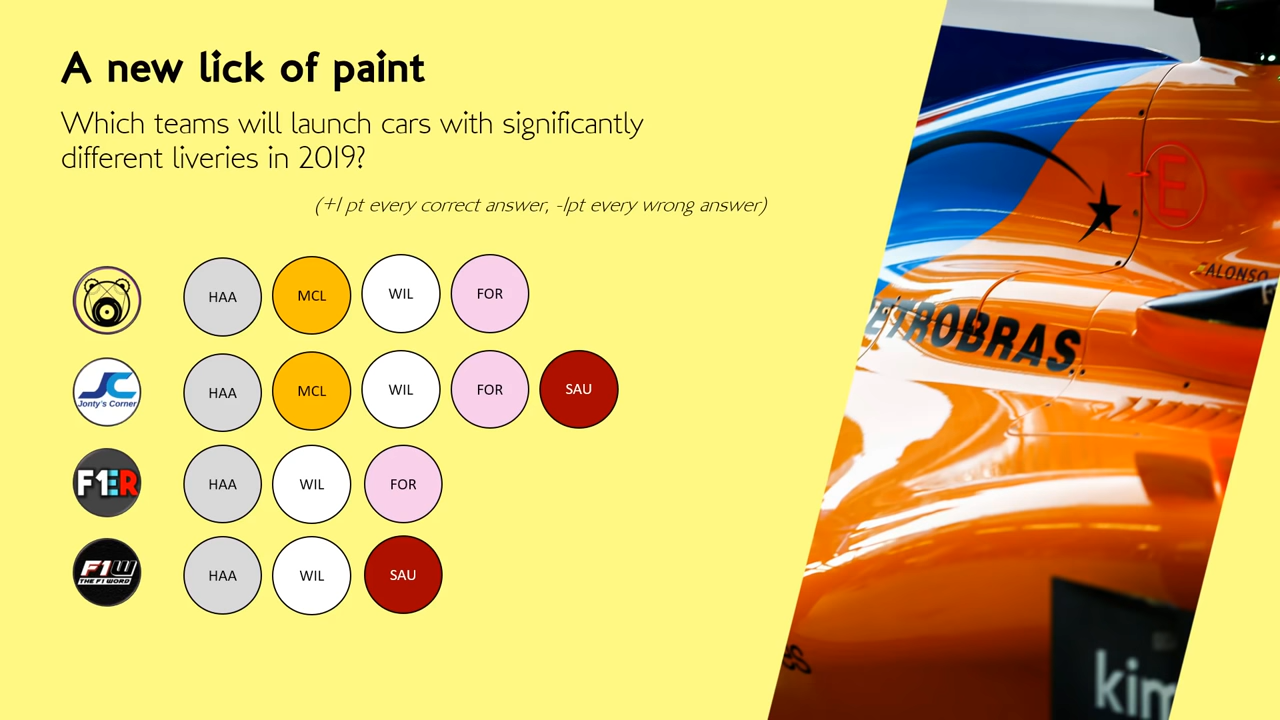 A new lick of paint
Which teams will launch cars with significantly
different liveries in 2019?
(+1 pt every correct answer, -1pt every wrong answer)
HAA MCL WIL FOR
JC
Jonty's Corner
HAA MCL WIL FOR SAU
F1ER
HAA WIL FOR
F1W
THE F1 WORD
HAA WIL SAU
E
ALONSO
PETROBRAS